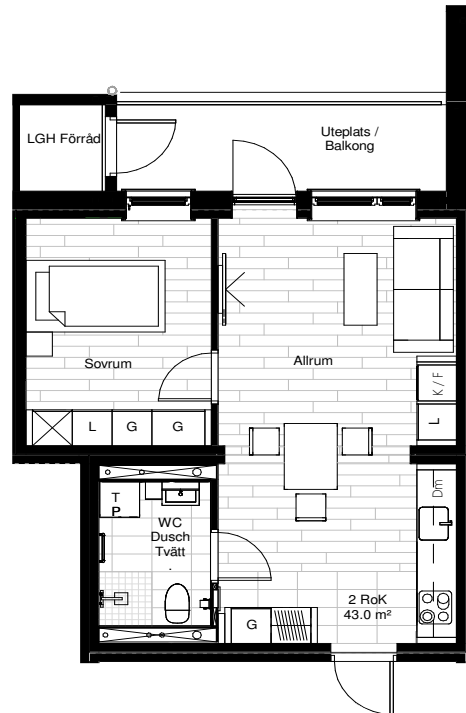 Uteplats /
Balkong
LGH Förråd
Sovrum
Allrum
K / F
L
L
G
G
Dm
T
P
WC
Dusch
Tvätt
.
G
2 RoK
43.0 m²